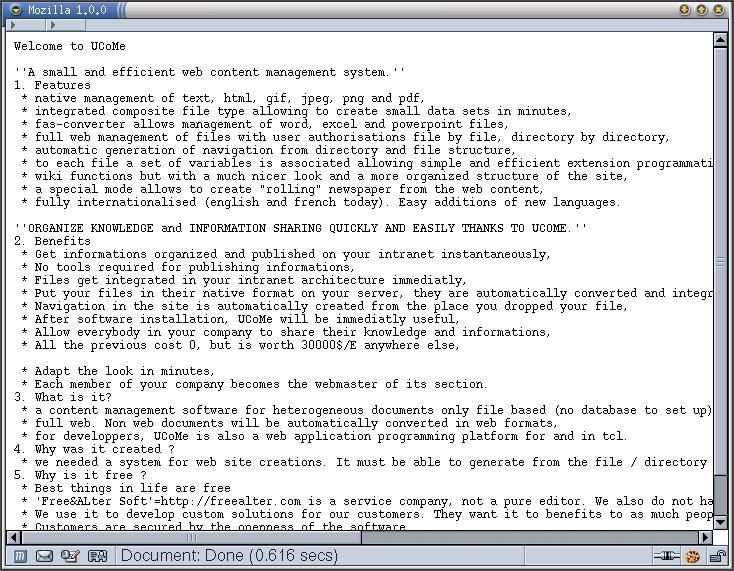 Mozilla 1.0.0
Welcome to UCoMe
''A small and efficient web content management system.''
1. Features
* native management of text, html, gif, jpeg, png and pdf,
* integrated composite file type allowing to create small data sets in minutes,
* fas-converter allows management of word, excel and powerpoint files,
* full web management of files with user authorisations file by file, directory by directory,
* automatic generation of navigation from directory and file structure,
* to each file a set of variables is associated allowing simple and efficient extension programmati
* wiki functions but with a much nicer look and a more organized structure of the site,
* a special mode allows to create "rolling" newspaper from the web content,
* fully internationalised (english and french today). Easy additions of new languages.
''ORGANIZE KNOWLEDGE and INFORMATION SHARING QUICKLY AND EASILY THANKS TO UCOME.''
2. Benefits
* Get informations organized and published on your intranet instantaneously,
* No tools required for publishing informations,
* Files get integrated in your intranet architecture immediatly,
* Put your files in their native format on your server, they are automatically converted and integr
* Navigation in the site is automatically created from the place you dropped your file,
* After software installation, UCoMe will be immediatly useful,
* Allow everybody in your company to share their knowledge and informations,
* All the previous cost 0, but is worth 30000$/E anywhere else,
* Adapt the look in minutes,
* Each member of your company becomes the webmaster of its section.
3. What is it?
* a content management software for heterogeneous documents only file based (no database to set up)
* full web. Non web documents will be automatically converted in web formats,
* for developpers, UCoMe is also a web application programming platform for and in tcl.
4. Why was it created ?
* we needed a system for web site creations. It must be able to generate from the file / directory
5. Why is it free ?
* Best things in life are free
* 'Free&ALter Soft'=http://freealter.com is a service company, not a pure editor. We also do not ha
* We use it to develop custom solutions for our customers. They want it to benefits to as much peop
* Customers are secured by the openness of the software
Document: Done (0.616 secs)